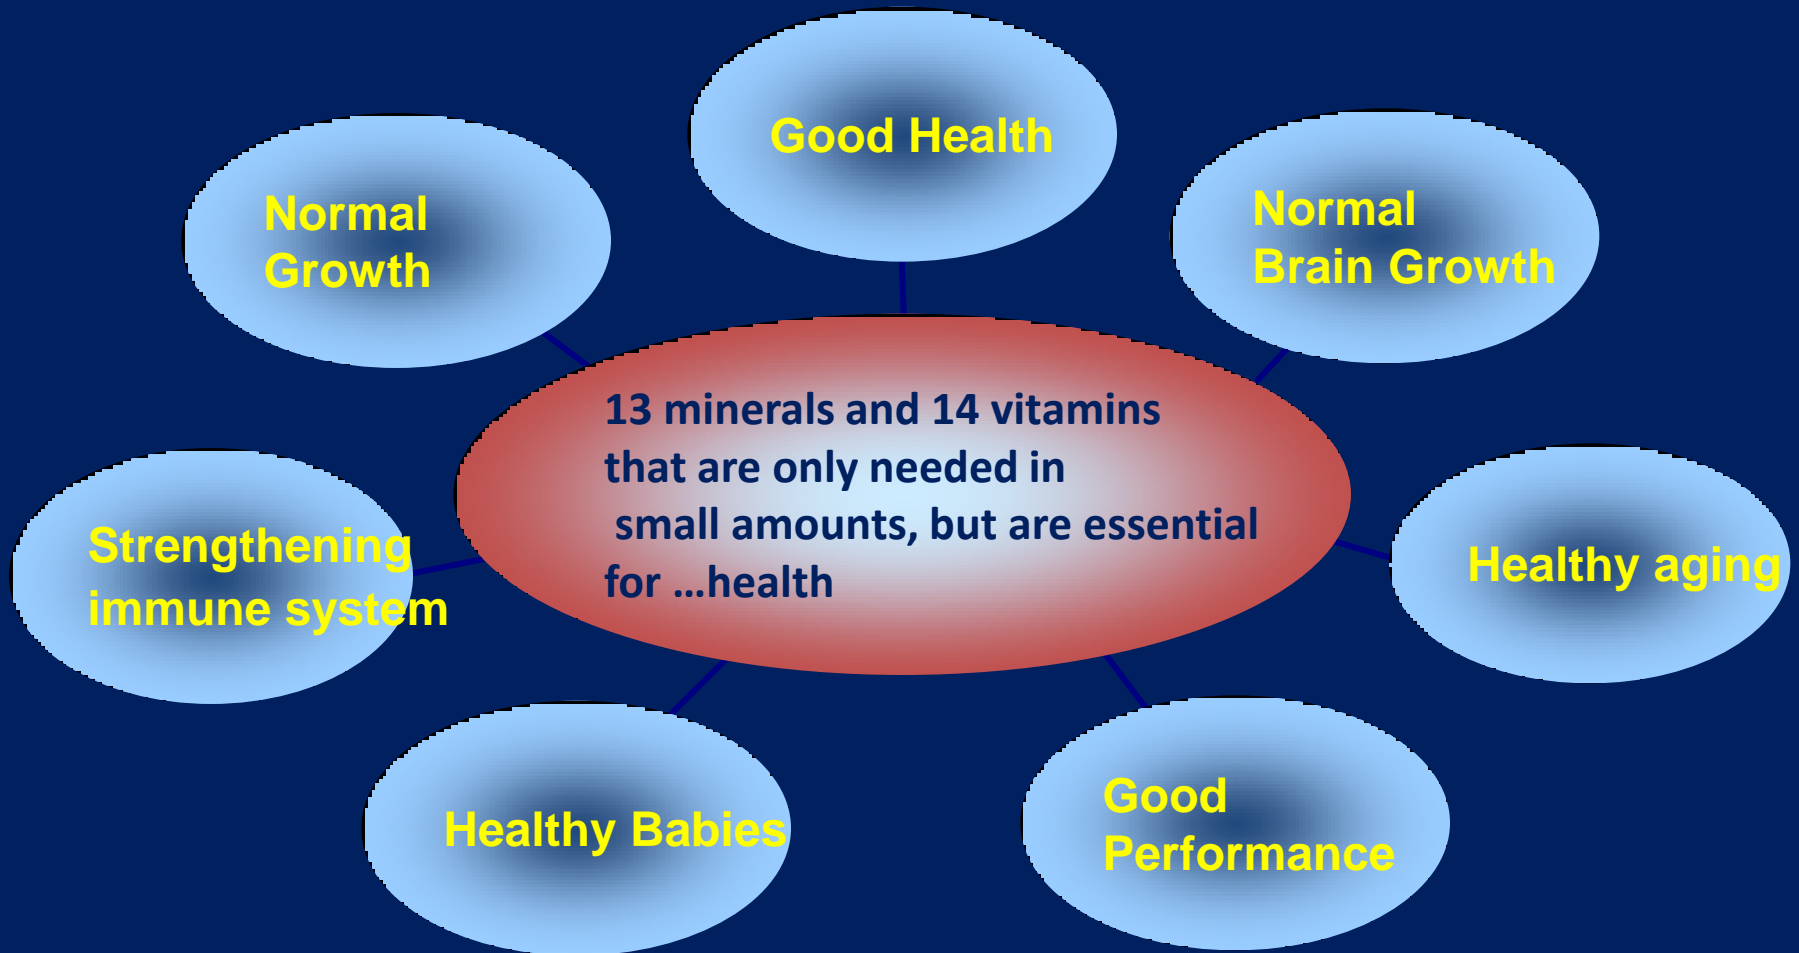 Good Health
Normal
Growth
Normal
Brain Growth
13 minerals and 14 vitamins
that are only needed in
small amounts, but are essential
for ...health
Strengthening
immune system
Healthy aging
Healthy Babies
Good
Performance